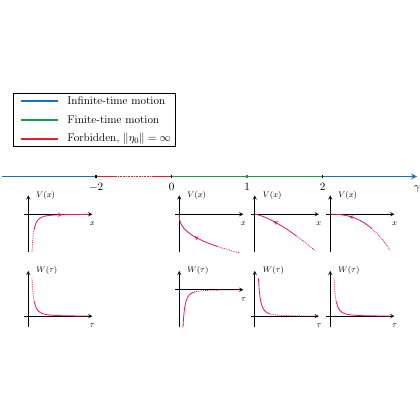 Infinite-time motion
Finite-time motion
Forbidden, ‖η₀‖ = ∞
−2 0 1 2 γ
V(x) V(x) V(x) V(x)
x x x x
W(τ) W(τ) W(τ) W(τ)
τ τ τ τ